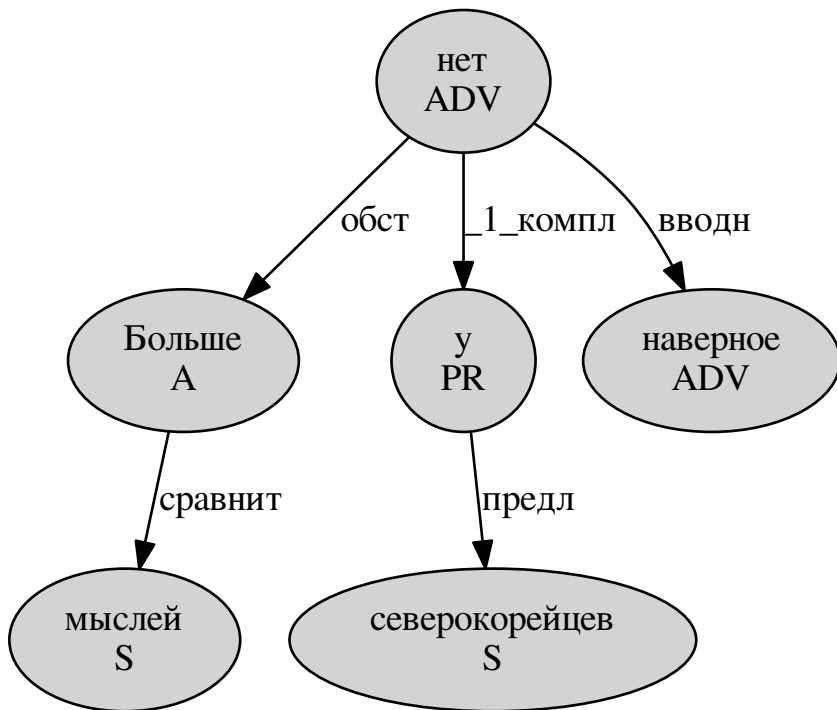 нет
ADV
обст
_1_компл
вводн
Больше
A
у
PR
наверное
ADV
сравнит
предл
мыслей
S
северокорейцев
S